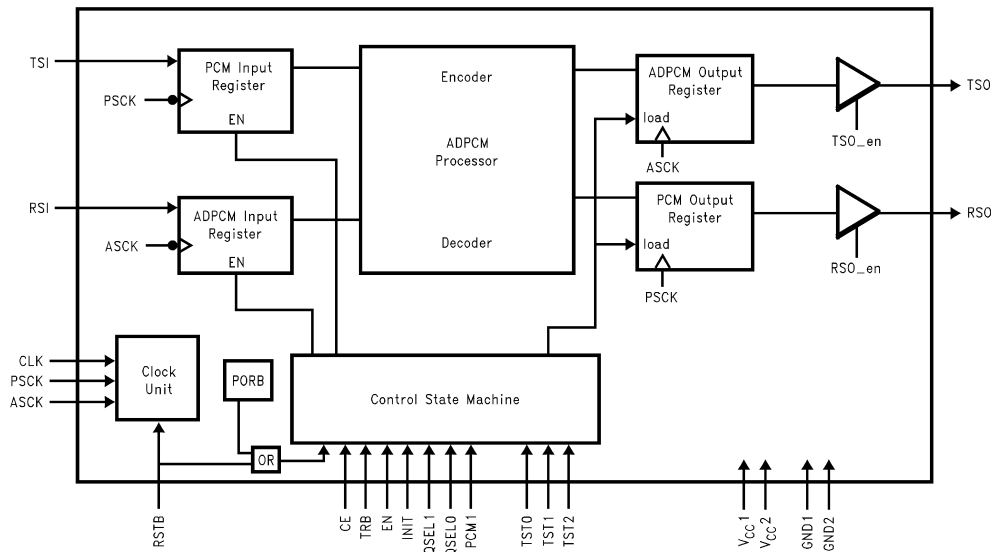 TSI
PSCK
PCM Input
Register
EN
Encoder
ADPCM
Processor
Decoder
ADPCM Output
Register
load
ASCK
TSO
TSO_en
RSI
ASCK
ADPCM Input
Register
EN
PCM Output
Register
load
PSCK
RSO
RSO_en
CLK
PSCK
ASCK
Clock
Unit
PORB
OR
Control State Machine
RSTB
CE
TRB
EN
INIT
QSEL1
QSEL0
PCM1
TST0
TST1
TST2
VCC1
VCC2
GND1
GND2